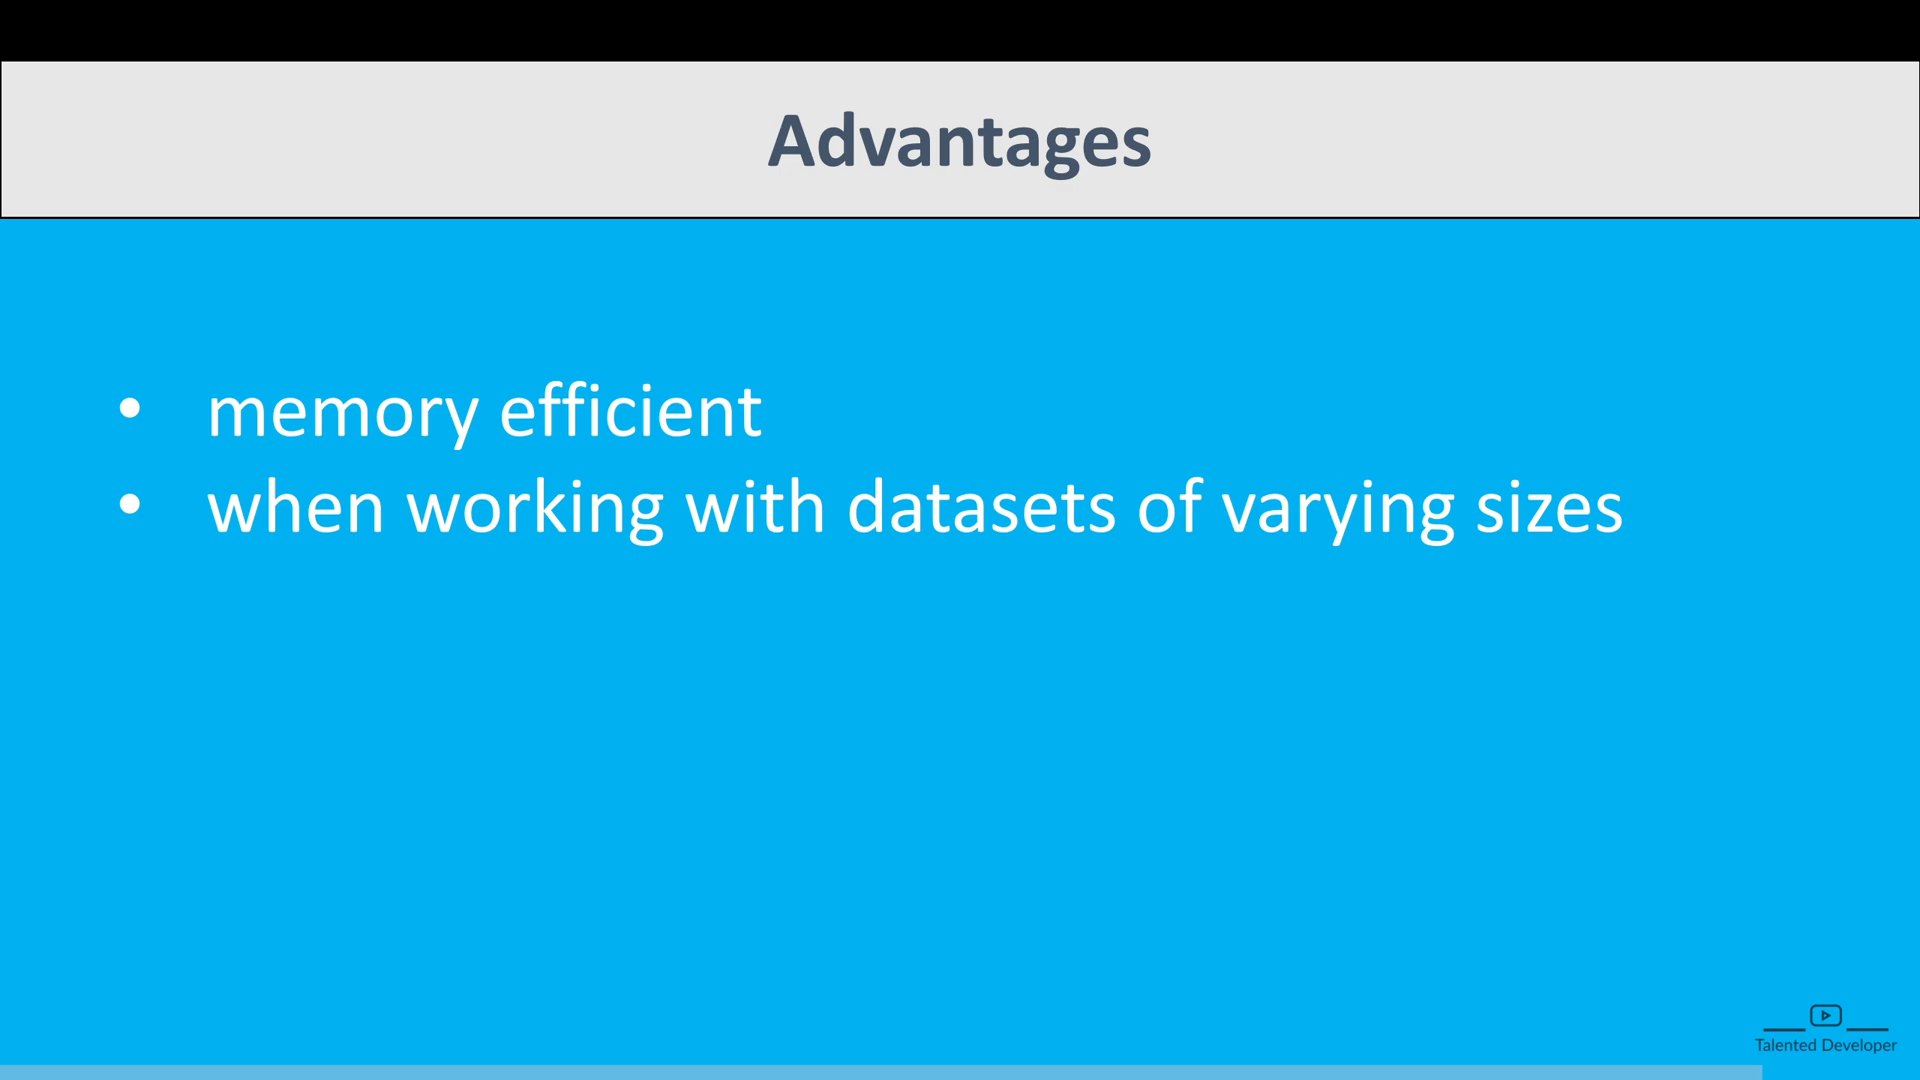 Advantages
• memory efficient
• when working with datasets of varying sizes
Talented Developer